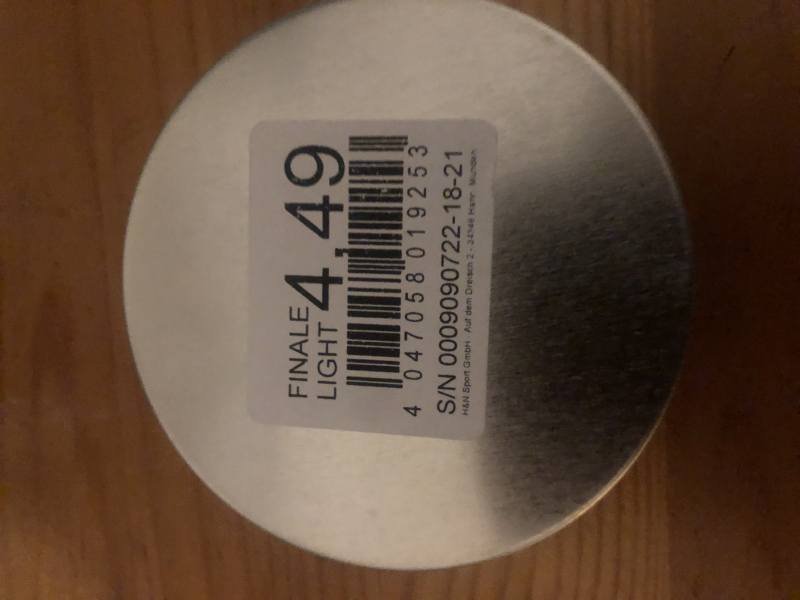 FINALE
LIGHT
4,49
4 047058 019253
S/N 0009090722-18-21
H&N Sport GmbH Auf dem Dreisch 2 - 34346 Hann. Münden